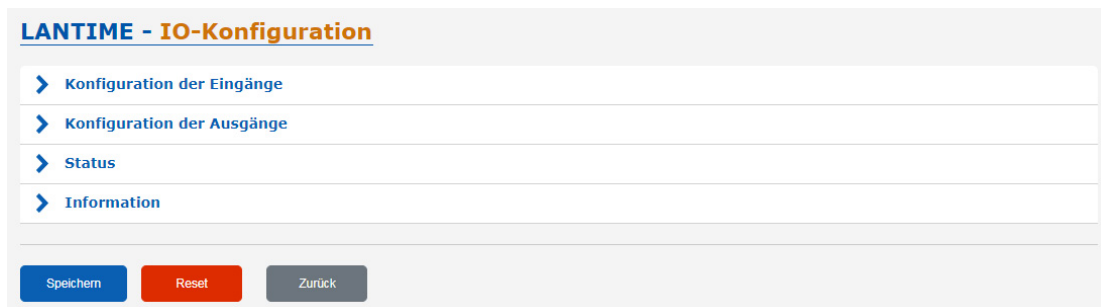 LANTIME - IO-Konfiguration
Konfiguration der Eingänge
Konfiguration der Ausgänge
Status
Information
Speichern Reset Zurück